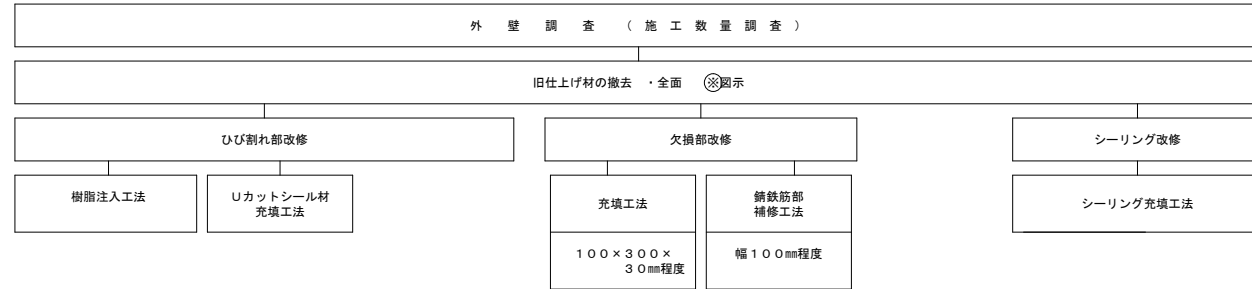 外 壁 調 査 （ 施 工 数 量 調 査 ）
旧仕上げ材の撤去 ・全面 ※図示
ひび割れ部改修
欠損部改修
シーリング改修
樹脂注入工法
Ｕカットシール材
充填工法
充填工法
錆鉄筋部
補修工法
シーリング充填工法
１００×３００×
３０㎜程度
幅１００㎜程度